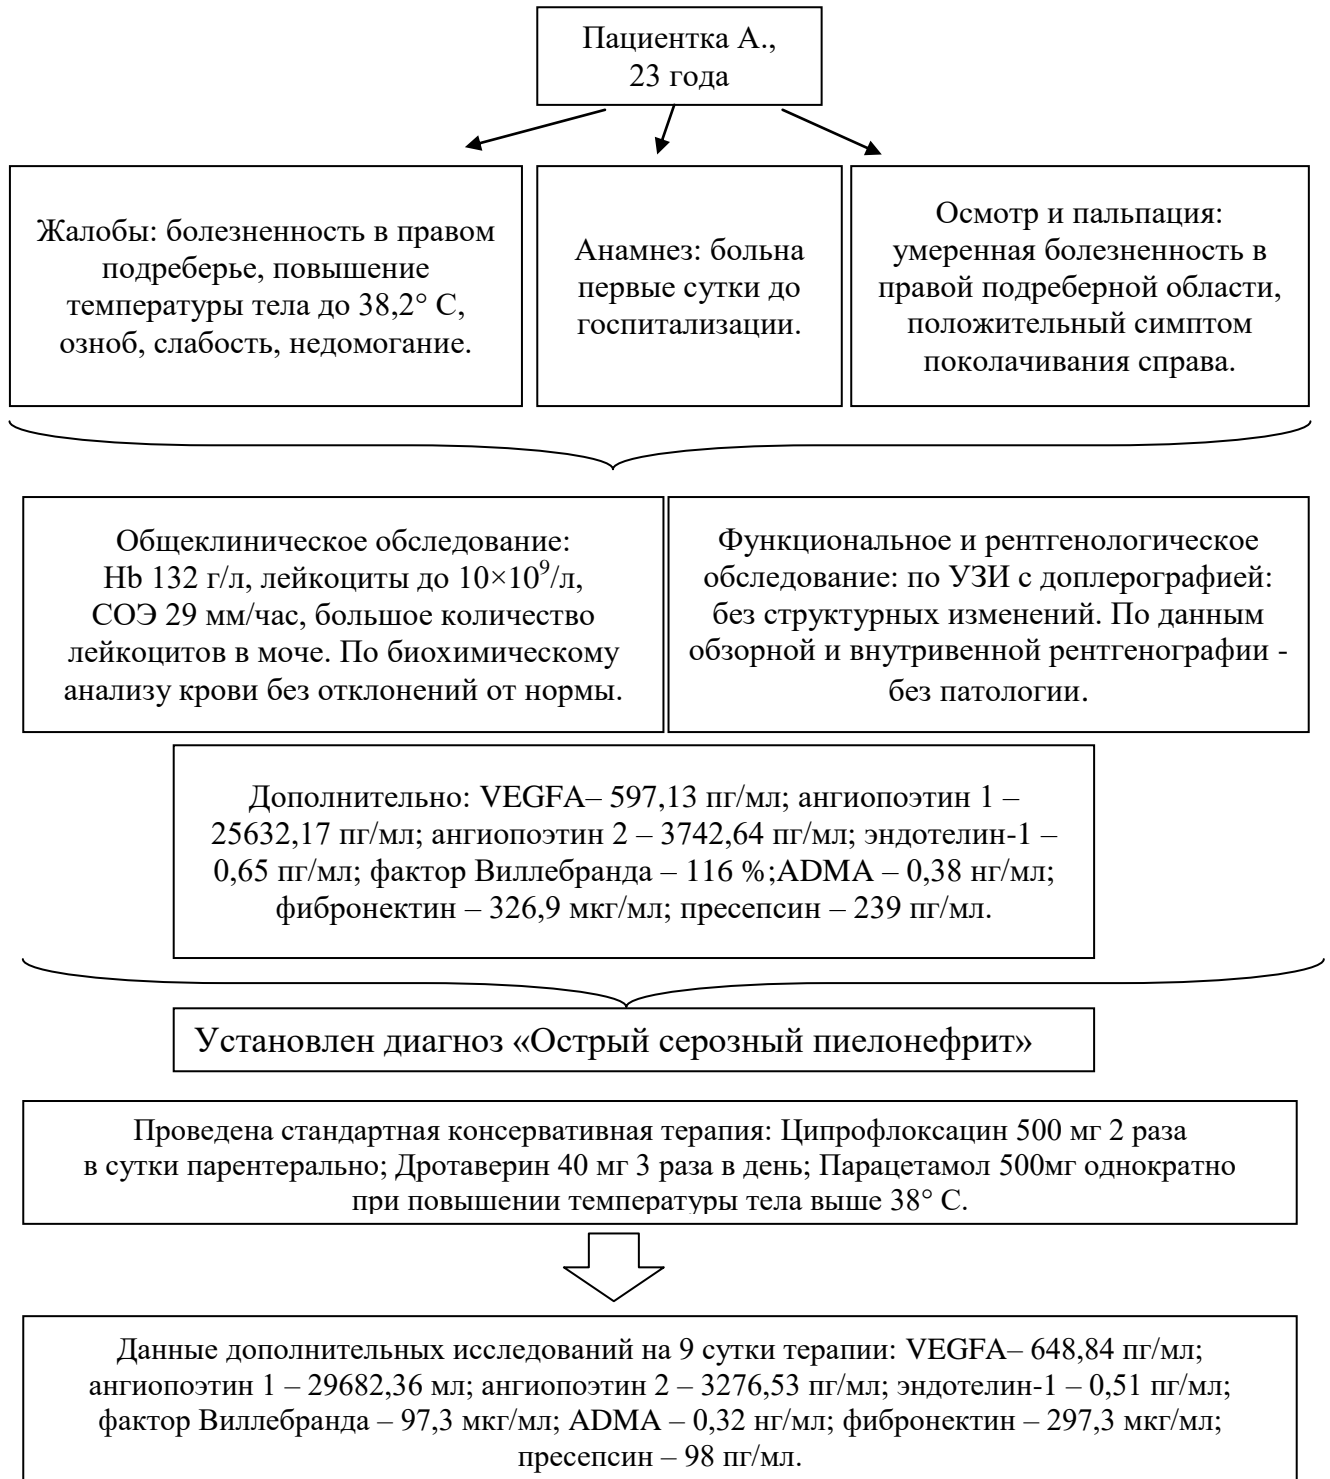 Пациентка А.,
23 года
Жалобы: болезненность в правом
подреберье, повышение
температуры тела до 38,2° С,
озноб, слабость, недомогание.
Анамнез: больна
первые сутки до
госпитализации.
Осмотр и пальпация:
умеренная болезненность в
правой подреберной области,
положительный симптом
поколачивания справа.
Общеклиническое обследование:
Hb 132 г/л, лейкоциты до 10×10⁹/л,
СОЭ 29 мм/час, большое количество
лейкоцитов в моче. По биохимическому
анализу крови без отклонений от нормы.
Функциональное и рентгенологическое
обследование: по УЗИ с доплерографией:
без структурных изменений. По данным
обзорной и внутривенной рентгенографии -
без патологии.
Дополнительно: VEGFA– 597,13 пг/мл; ангиопоэтин 1 –
25632,17 пг/мл; ангиопоэтин 2 – 3742,64 пг/мл; эндотелин-1 –
0,65 пг/мл; фактор Виллебранда – 116 %;ADMA – 0,38 нг/мл;
фибронектин – 326,9 мкг/мл; пресепсин – 239 пг/мл.
Установлен диагноз «Острый серозный пиелонефрит»
Проведена стандартная консервативная терапия: Ципрофлоксацин 500 мг 2 раза
в сутки парентерально; Дротаверин 40 мг 3 раза в день; Парацетамол 500мг однократно
при повышении температуры тела выше 38° С.
Данные дополнительных исследований на 9 сутки терапии: VEGFA– 648,84 пг/мл;
ангиопоэтин 1 – 29682,36 мл; ангиопоэтин 2 – 3276,53 пг/мл; эндотелин-1 – 0,51 пг/мл;
фактор Виллебранда – 97,3 мкг/мл; ADMA – 0,32 нг/мл; фибронектин – 297,3 мкг/мл;
пресепсин – 98 пг/мл.